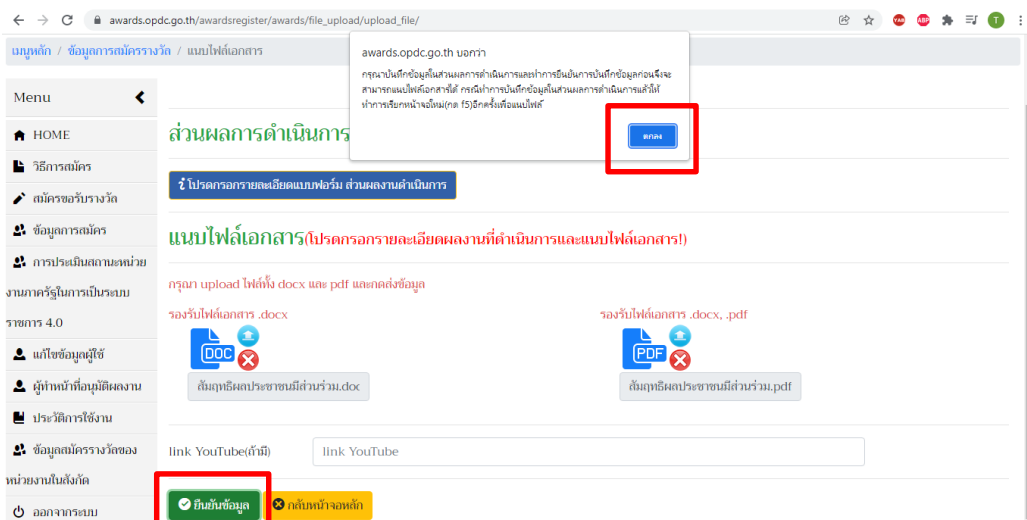 awards.opdc.go.th/awardsregister/awards/file_upload/upload_file/
เมนูหลัก / ข้อมูลการสมัครรางวัล / แนบไฟล์เอกสาร
awards.opdc.go.th บอกว่า
กรุณาบันทึกข้อมูลในส่วนผลการดำเนินการและทำการยืนยันการบันทึกข้อมูลก่อนจึงจะ
สามารถแนบไฟล์เอกสารได้ กรณีทำการบันทึกข้อมูลในส่วนผลการดำเนินการแล้วให้
ทำการเรียกหน้าจอใหม่(กด f5)อีกครั้งเพื่อแนบไฟล์
ตกลง
Menu
HOME
วิธีการสมัคร
สมัครขอรับรางวัล
ข้อมูลการสมัคร
การประเมินสถานะหน่วย
งานภาครัฐในการเป็นระบบ
ราชการ 4.0
แก้ไขข้อมูลผู้ใช้
ผู้ทำหน้าที่อนุมัติผลงาน
ประวัติการใช้งาน
ข้อมูลสมัครรางวัลของ
หน่วยงานในสังกัด
ออกจากระบบ
ส่วนผลการดำเนินการ
โปรดกรอกรายละเอียดแบบฟอร์ม ส่วนผลงานดำเนินการ
แนบไฟล์เอกสาร(โปรดกรอกรายละเอียดผลงานที่ดำเนินการและแนบไฟล์เอกสาร!)
กรุณา upload ไฟล์ทั้ง docx และ pdf และกดส่งข้อมูล
รองรับไฟล์เอกสาร .docx
รองรับไฟล์เอกสาร .docx, .pdf
DOC
PDF
สัมฤทธิผลประชาชนมีส่วนร่วม.doc
สัมฤทธิผลประชาชนมีส่วนร่วม.pdf
link YouTube(ถ้ามี)
link YouTube
ยืนยันข้อมูล
กลับหน้าจอหลัก